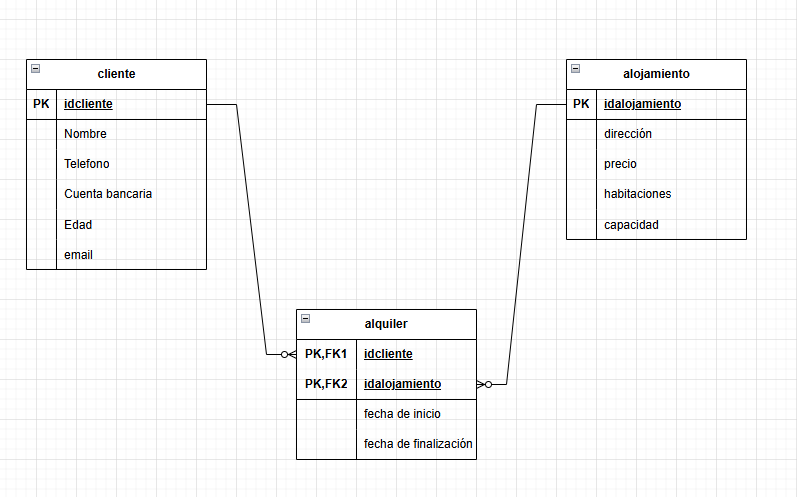 cliente
PK idcliente
Nombre
Telefono
Cuenta bancaria
Edad
email
alojamiento
PK idalojamiento
dirección
precio
habitaciones
capacidad
alquiler
PK,FK1 idcliente
PK,FK2 idalojamiento
fecha de inicio
fecha de finalización